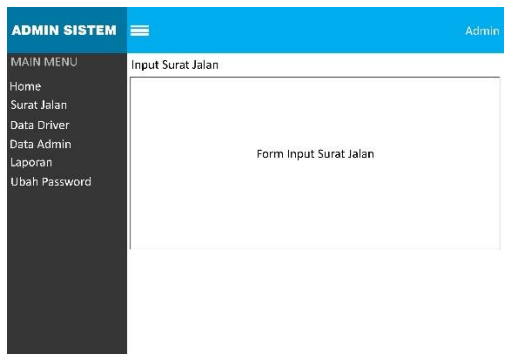 ADMIN SISTEM
Admin
MAIN MENU
Input Surat Jalan
Home
Surat Jalan
Data Driver
Data Admin
Laporan
Ubah Password
Form Input Surat Jalan